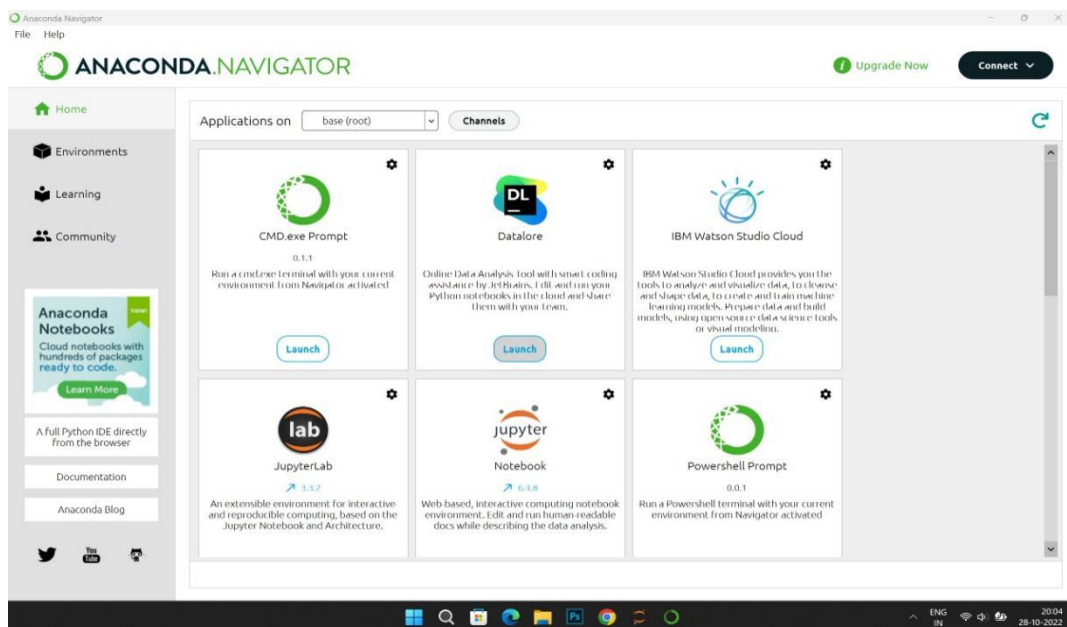 Anaconda Navigator
File Help
ANACONDA.NAVIGATOR
Upgrade Now
Connect
Home
Environments
Learning
Community
Anaconda Notebooks
New!
Cloud notebooks with
hundreds of packages
ready to code.
Learn More
A full Python IDE directly
from the browser
Documentation
Anaconda Blog
You
Tube
Applications on base (root) Channels
CMD.exe Prompt
0.1.1
Run a cmd.exe terminal with your current
environment from Navigator activated
Launch
DL
Datalore
Online Data Analysis Tool with smart coding
assistance by JetBrains. Edit and run your
Python notebooks in the cloud and share
them with your team.
Launch
IBM Watson Studio Cloud
IBM Watson Studio Cloud provides you the
tools to analyze and visualize data, to cleanse
and shape data, to create and train machine
learning models. Prepare data and build
models, using open source data science tools
or visual modeling.
Launch
lab
JupyterLab
3.3.2
An extensible environment for interactive
and reproducible computing, based on the
Jupyter Notebook and Architecture.
jupyter
Notebook
6.4.8
Web-based, interactive computing notebook
environment. Edit and run human-readable
docs while describing the data analysis.
Powershell Prompt
0.0.1
Run a Powershell terminal with your current
environment from Navigator activated
Ps
ENG
IN
20:04
28-10-2022